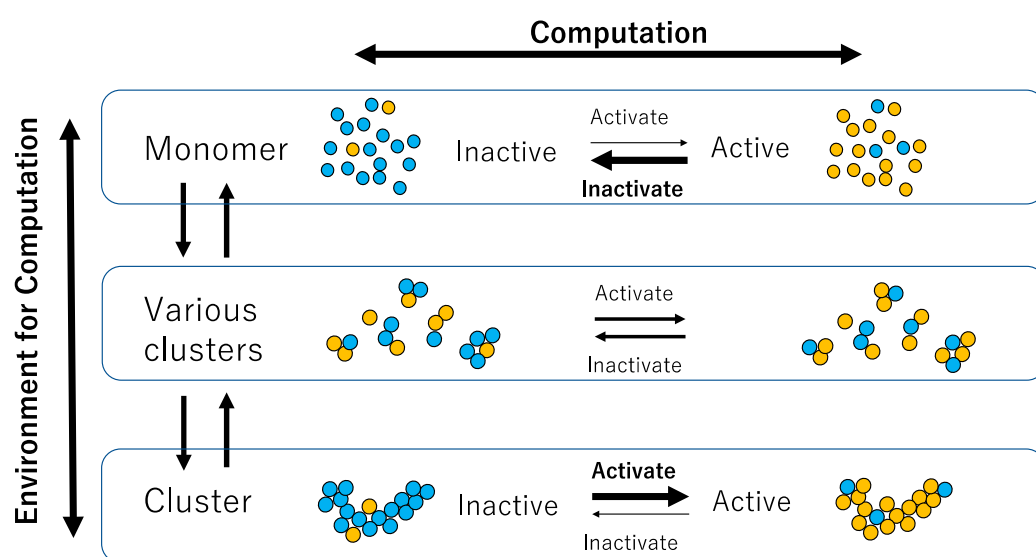 Computation
Environment for Computation
Monomer
Inactive
Activate
Inactivate
Active
Various
clusters
Activate
Inactivate
Cluster
Inactive
Activate
Inactivate
Active